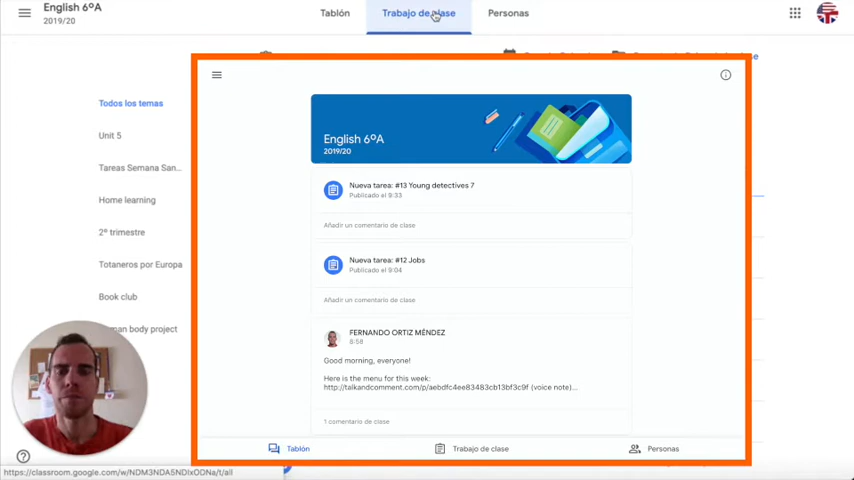 English 6ºA
2019/20
Tablón
Trabajo de clase
Personas
Todos los temas
Unit 5
Tareas Semana San...
Home learning
2º trimestre
Totaneros por Europa
Book club
man body project
English 6ºA
2019/20
Nueva tarea: #13 Young detectives 7
Publicado el 9:33
Añadir un comentario de clase
Nueva tarea: #12 Jobs
Publicado el 9:04
Añadir un comentario de clase
FERNANDO ORTIZ MÉNDEZ
8:58
Good morning, everyone!
Here is the menu for this week:
http://talkandcomment.com/p/aebdfc4ee83483cb13bf3c9f (voice note)...
1 comentario de clase
Tablón
Trabajo de clase
Personas
https://classroom.google.com/w/NDM3NDA5NDIxODNa/t/all